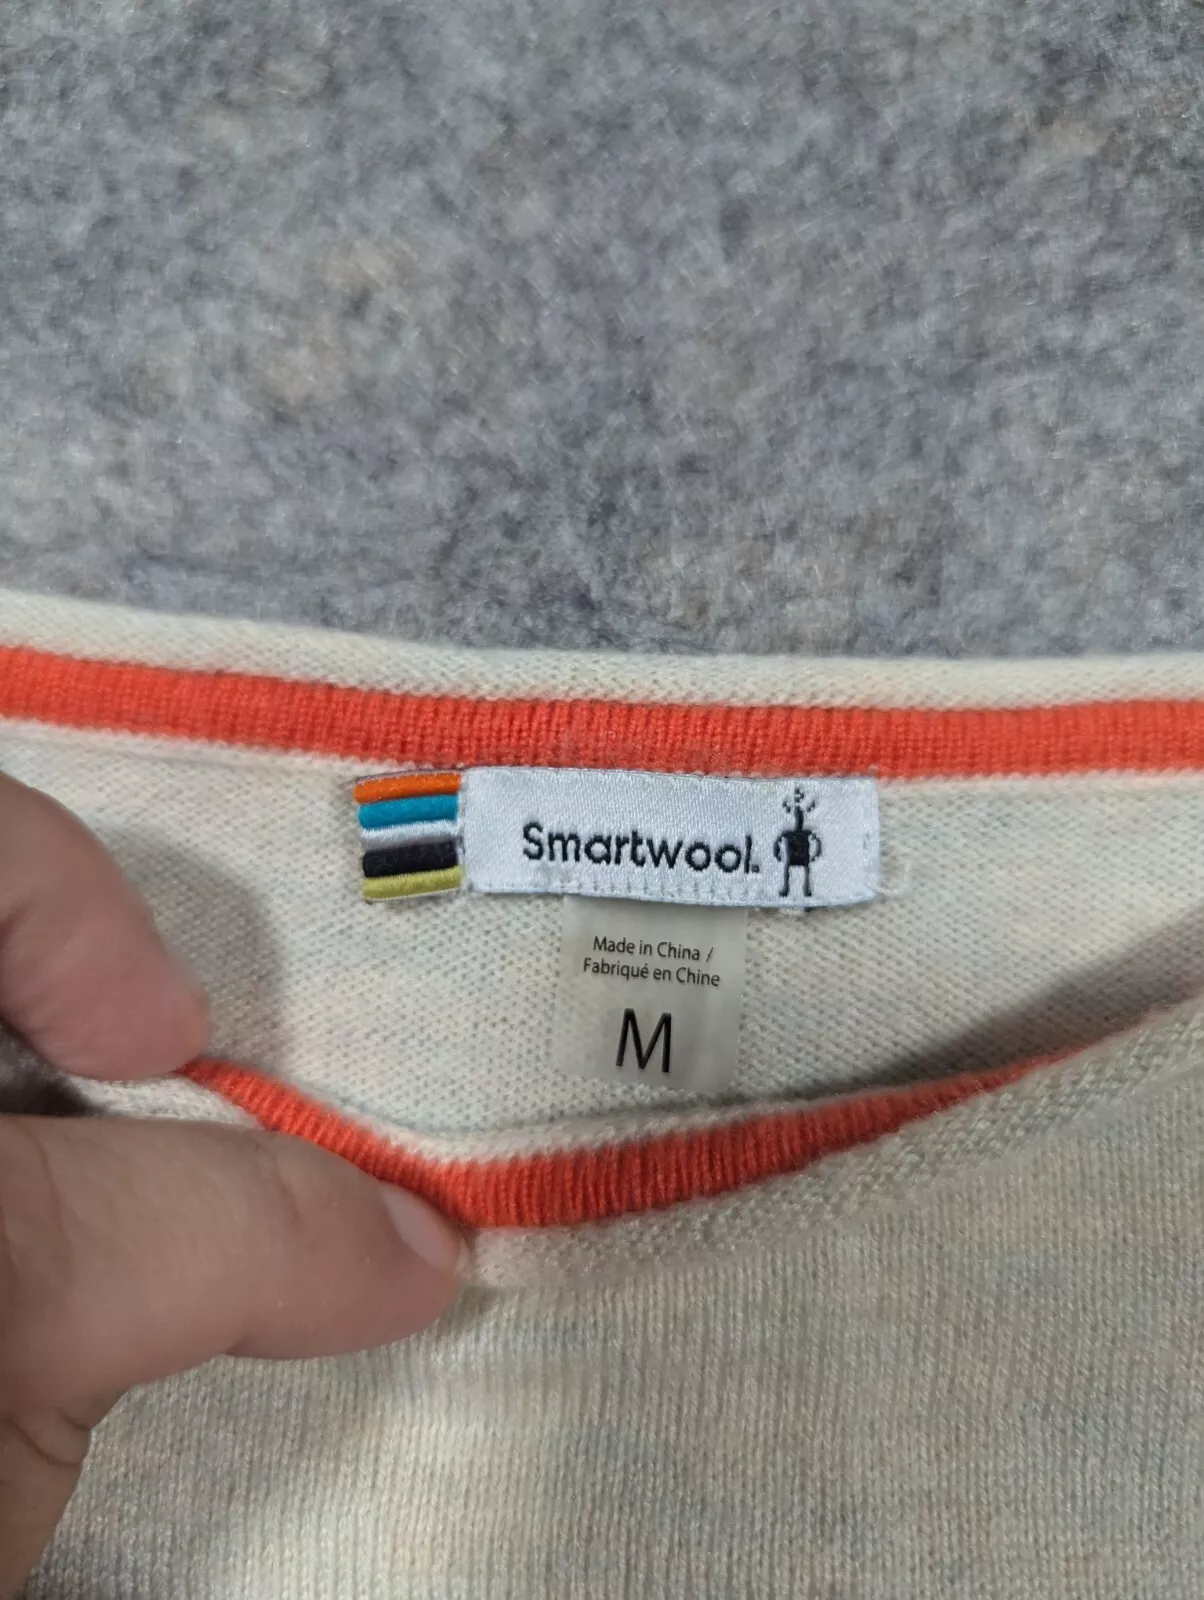 Smartwool.
Made in China /
Fabriqué en Chine
M